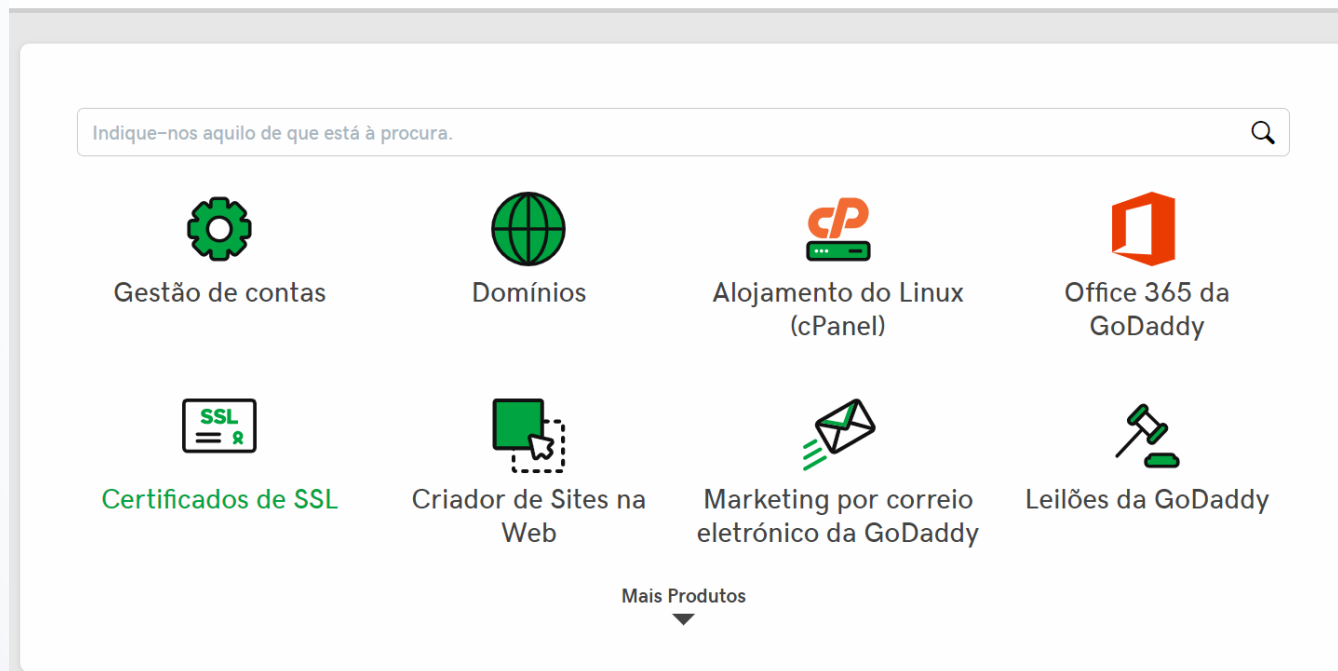 Indique-nos aquilo de que está à procura.
Gestão de contas
Domínios
cP
Alojamento do Linux
(cPanel)
Office 365 da
GoDaddy
SSL
Certificados de SSL
Criador de Sites na
Web
Marketing por correio
eletrónico da GoDaddy
Leilões da GoDaddy
Mais Produtos